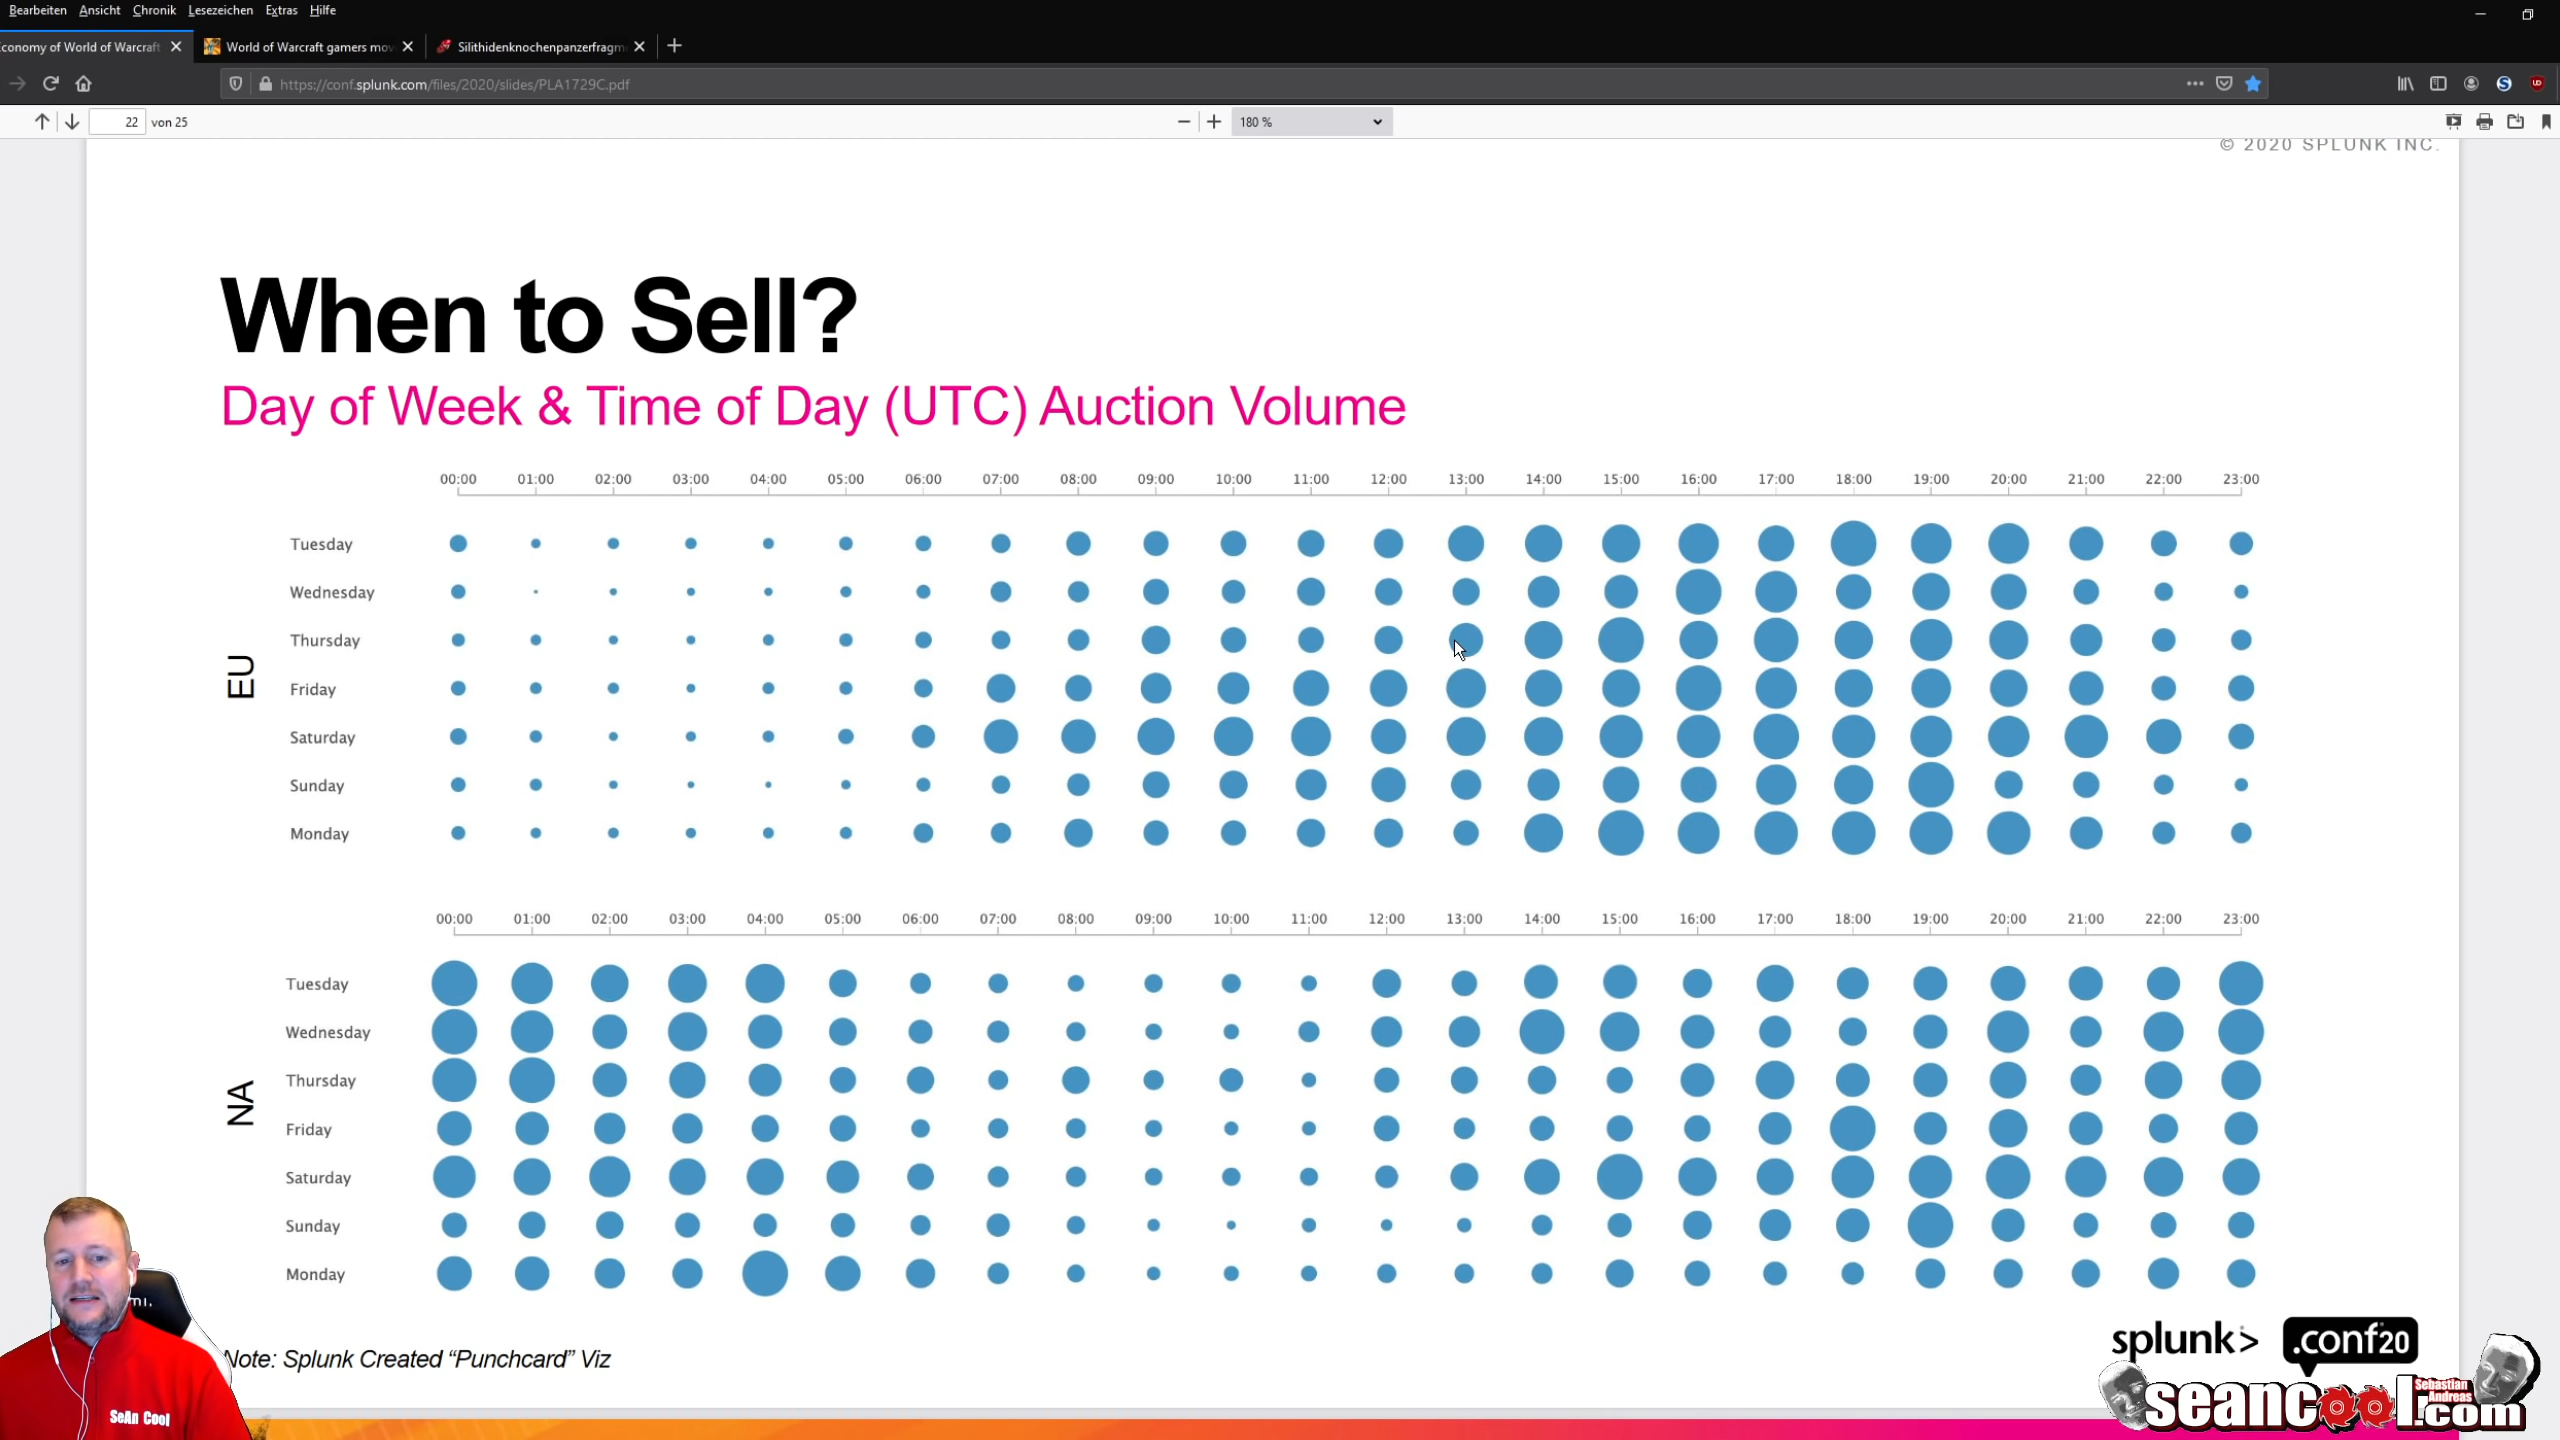 Bearbeiten Ansicht Chronik Lesezeichen Extras Hilfe
conomy of World of Warcraft World of Warcraft gamers mov Silithidenknochenpanzerfragm
https://conf.splunk.com/files/2020/slides/PLA1729C.pdf
22 von 25 180 %
© 2020 SPLUNK INC.
When to Sell?
Day of Week & Time of Day (UTC) Auction Volume
00:00 01:00 02:00 03:00 04:00 05:00 06:00 07:00 08:00 09:00 10:00 11:00 12:00 13:00 14:00 15:00 16:00 17:00 18:00 19:00 20:00 21:00 22:00 23:00
EU
Tuesday
Wednesday
Thursday
Friday
Saturday
Sunday
Monday
00:00 01:00 02:00 03:00 04:00 05:00 06:00 07:00 08:00 09:00 10:00 11:00 12:00 13:00 14:00 15:00 16:00 17:00 18:00 19:00 20:00 21:00 22:00 23:00
NA
Tuesday
Wednesday
Thursday
Friday
Saturday
Sunday
Monday
Note: Splunk Created “Punchcard” Viz
splunk> .conf20
SeAn Cool
seancool.com
Sebastian
Andreas